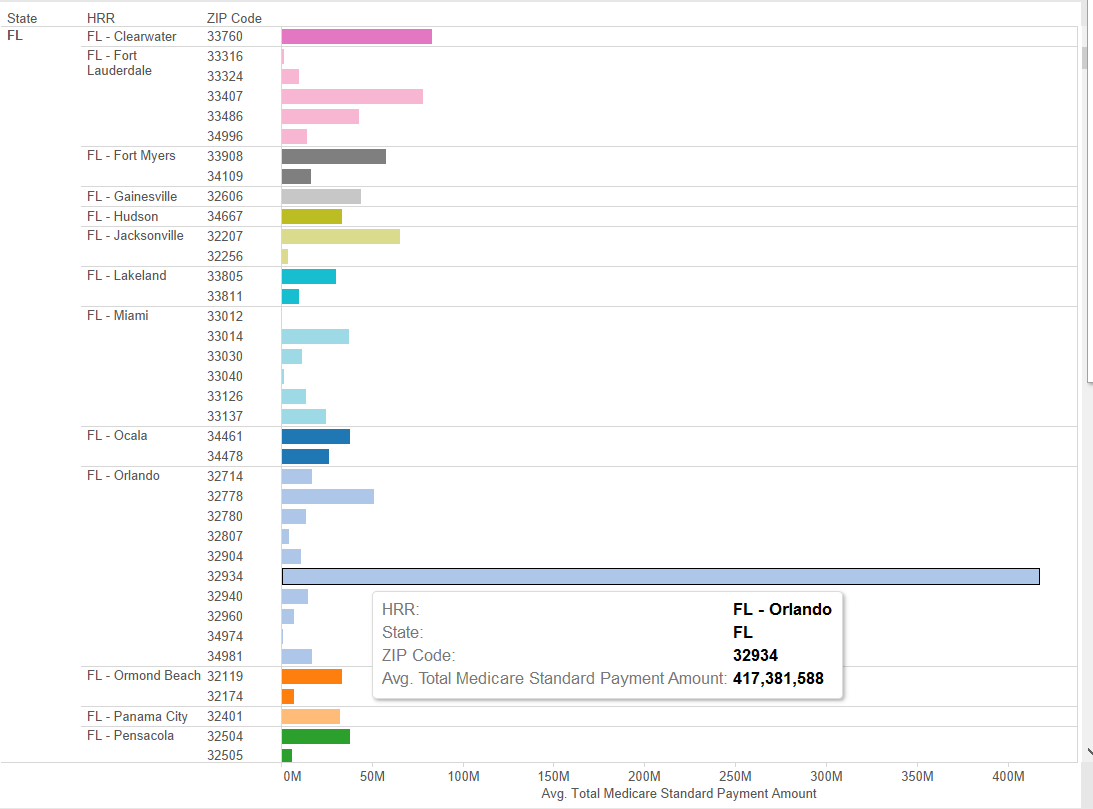 State HRR ZIP Code
FL FL - Clearwater 33760
FL - Fort 33316
Lauderdale
33324
33407
33486
34996
FL - Fort Myers 33908
34109
FL - Gainesville 32606
FL - Hudson 34667
FL - Jacksonville 32207
32256
FL - Lakeland 33805
33811
FL - Miami 33012
33014
33030
33040
33126
33137
FL - Ocala 34461
34478
FL - Orlando 32714
32778
32780
32807
32904
32934
32940
HRR: FL - Orlando
32960
State: FL
34974
ZIP Code: 32934
34981
Avg. Total Medicare Standard Payment Amount: 417,381,588
FL - Ormond Beach 32119
32174
FL - Panama City 32401
FL - Pensacola 32504
32505
0M 50M 100M 150M 200M 250M 300M 350M 400M
Avg. Total Medicare Standard Payment Amount